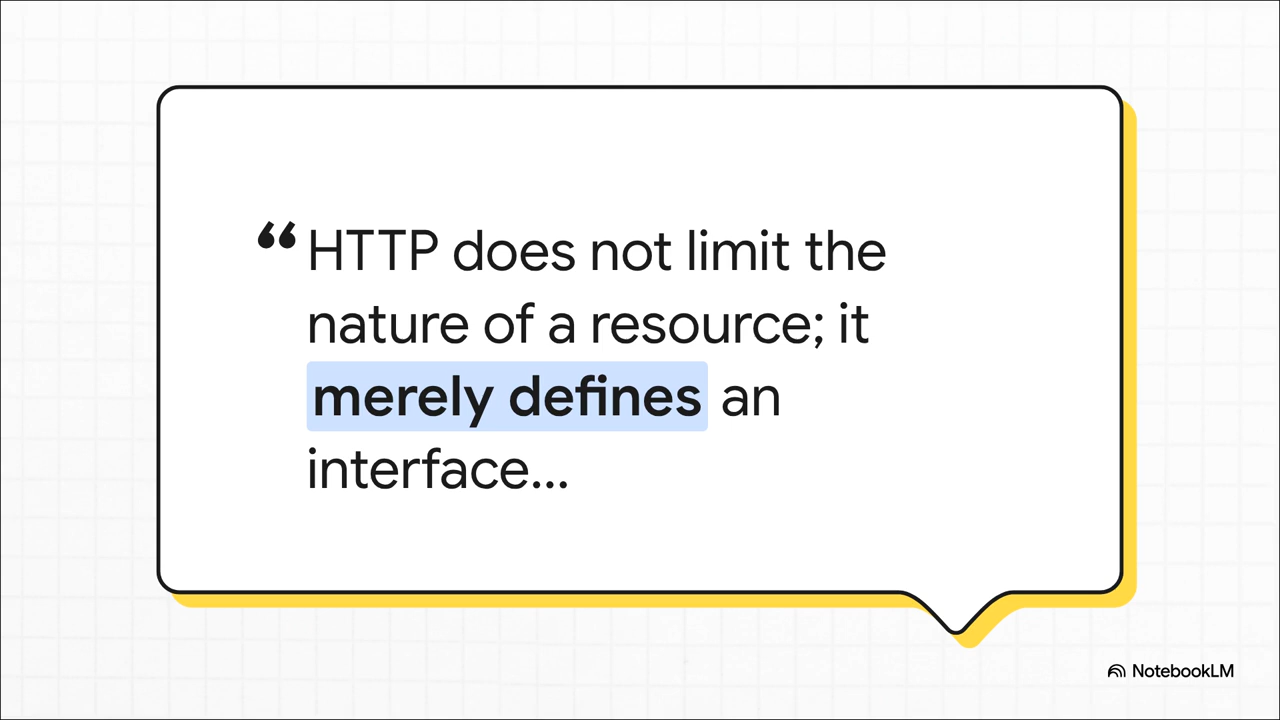 “HTTP does not limit the
nature of a resource; it
merely defines an
interface...
NotebookLM